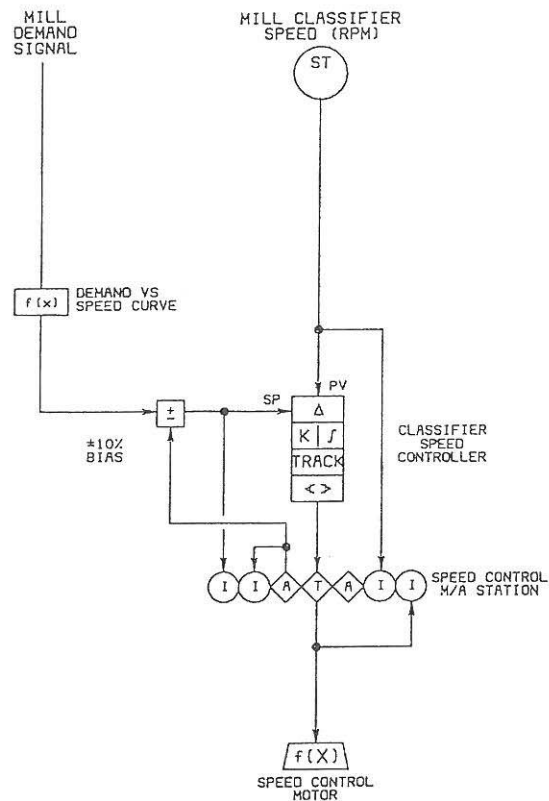 MILL
DEMAND
SIGNAL
MILL CLASSIFIER
SPEED (RPM)
ST
f(x)
DEMAND VS
SPEED CURVE
±
SP
PV
Δ
K | ∫
TRACK
< >
±10%
BIAS
CLASSIFIER
SPEED
CONTROLLER
I I A T A I I
SPEED CONTROL
M/A STATION
f(X)
SPEED CONTROL
MOTOR